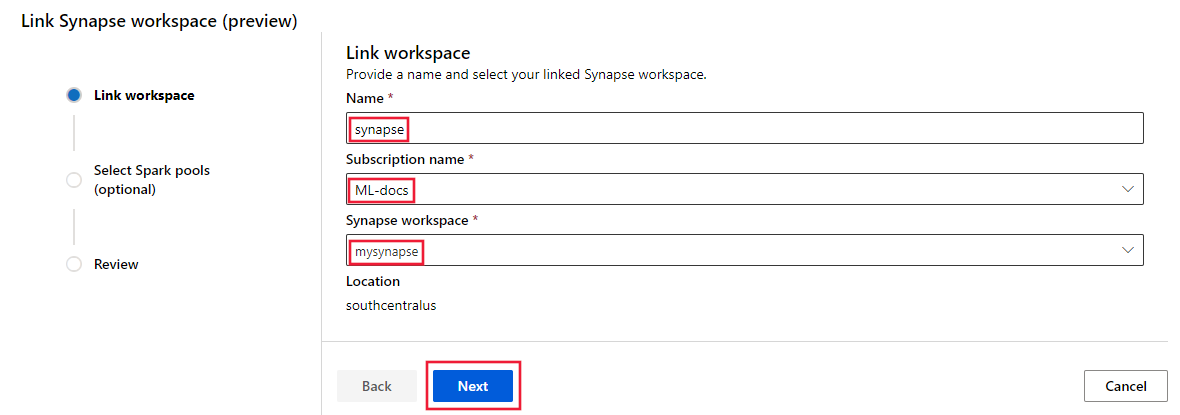 Link Synapse workspace (preview)
Link workspace
Select Spark pools
(optional)
Review
Link workspace
Provide a name and select your linked Synapse workspace.
Name *
synapse
Subscription name *
ML-docs
Synapse workspace *
mysynapse
Location
southcentralus
Back
Next
Cancel